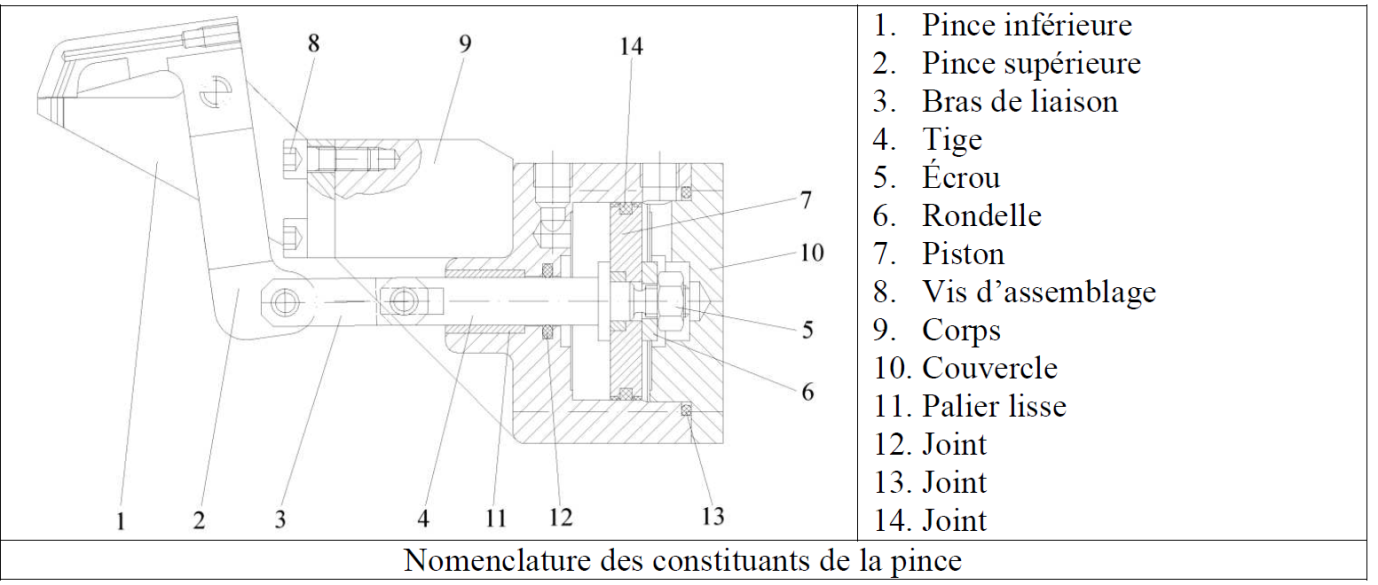 8 9 14
1. Pince inférieure
2. Pince supérieure
3. Bras de liaison
4. Tige
5. Écrou
6. Rondelle
7. Piston
8. Vis d’assemblage
9. Corps
10. Couvercle
11. Palier lisse
12. Joint
13. Joint
14. Joint
7
10
5
6
1 2 3 4 11 12 13
Nomenclature des constituants de la pince